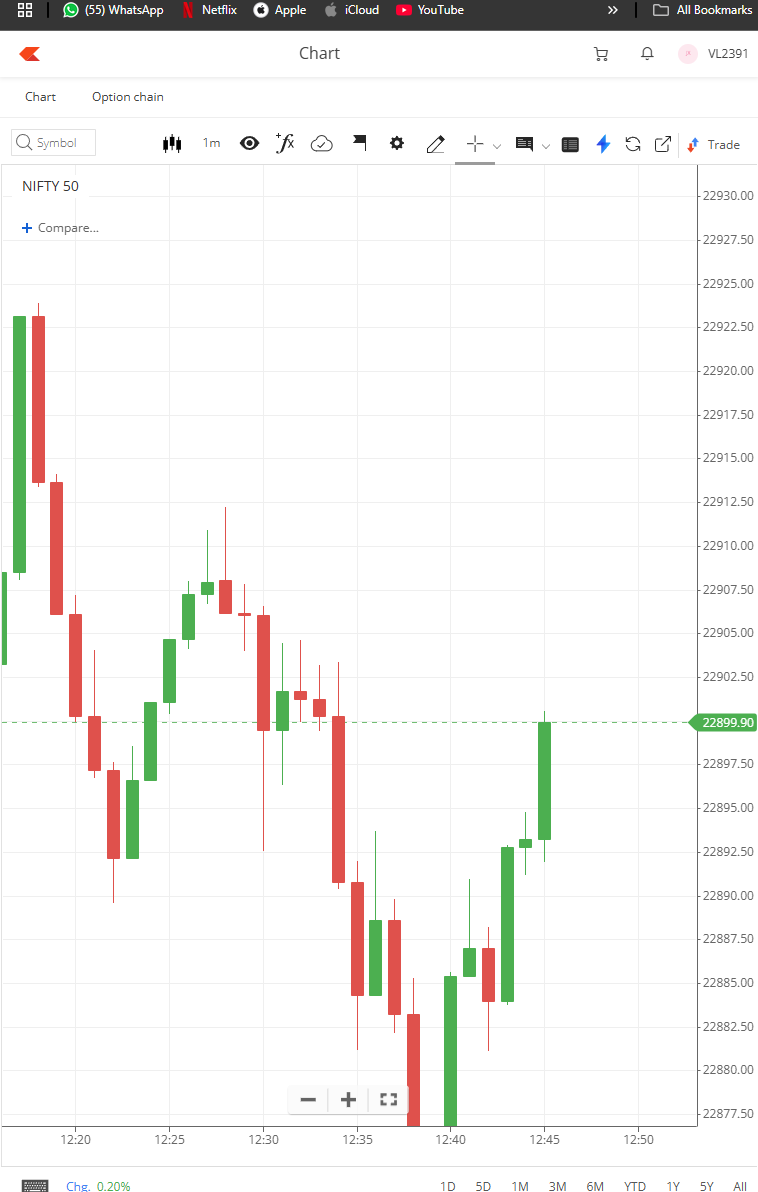 (55) WhatsApp Netflix Apple iCloud YouTube » All Bookmarks
Chart VL2391
Chart Option chain
Symbol 1m fx Trade
NIFTY 50
+ Compare...
22930.00
22927.50
22925.00
22922.50
22920.00
22917.50
22915.00
22912.50
22910.00
22907.50
22905.00
22902.50
22899.90
22897.50
22895.00
22892.50
22890.00
22887.50
22885.00
22882.50
22880.00
22877.50
12:20 12:25 12:30 12:35 12:40 12:45 12:50
Chg. 0.20% 1D 5D 1M 3M 6M YTD 1Y 5Y All